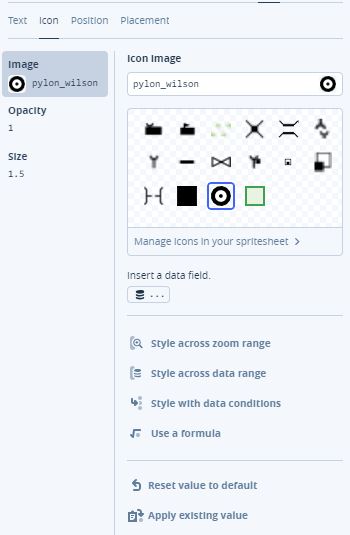 Text Icon Position Placement
Image
pylon_wilson
Opacity
1
Size
1.5
Icon image
pylon_wilson
Manage icons in your spritesheet
Insert a data field.
...
Style across zoom range
Style across data range
Style with data conditions
Use a formula
Reset value to default
Apply existing value